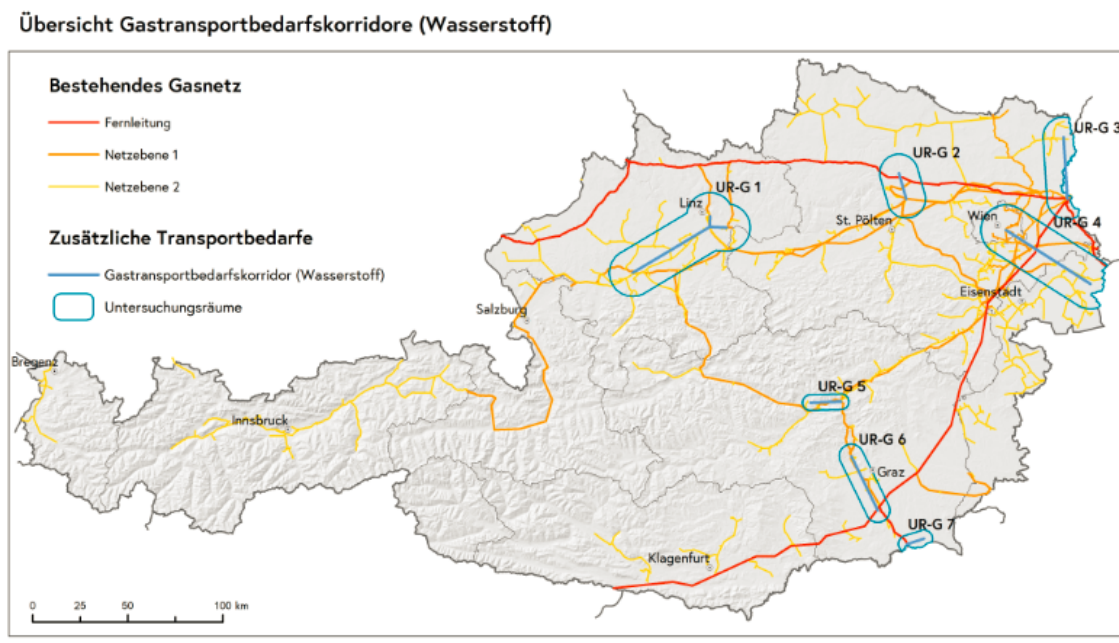 Übersicht Gastransportbedarfskorridore (Wasserstoff)
Bestehendes Gasnetz
Fernleitung
Netzebene 1
Netzebene 2
Zusätzliche Transportbedarfe
Gastransportbedarfskorridor (Wasserstoff)
Untersuchungsräume
UR-G 3
UR-G 2
UR-G 1
Linz
St. Pölten
Wien
UR-G 4
Eisenstadt
Salzburg
Bregenz
Innsbruck
UR-G 5
UR-G 6
Graz
UR-G 7
Klagenfurt
0 25 50 100 km